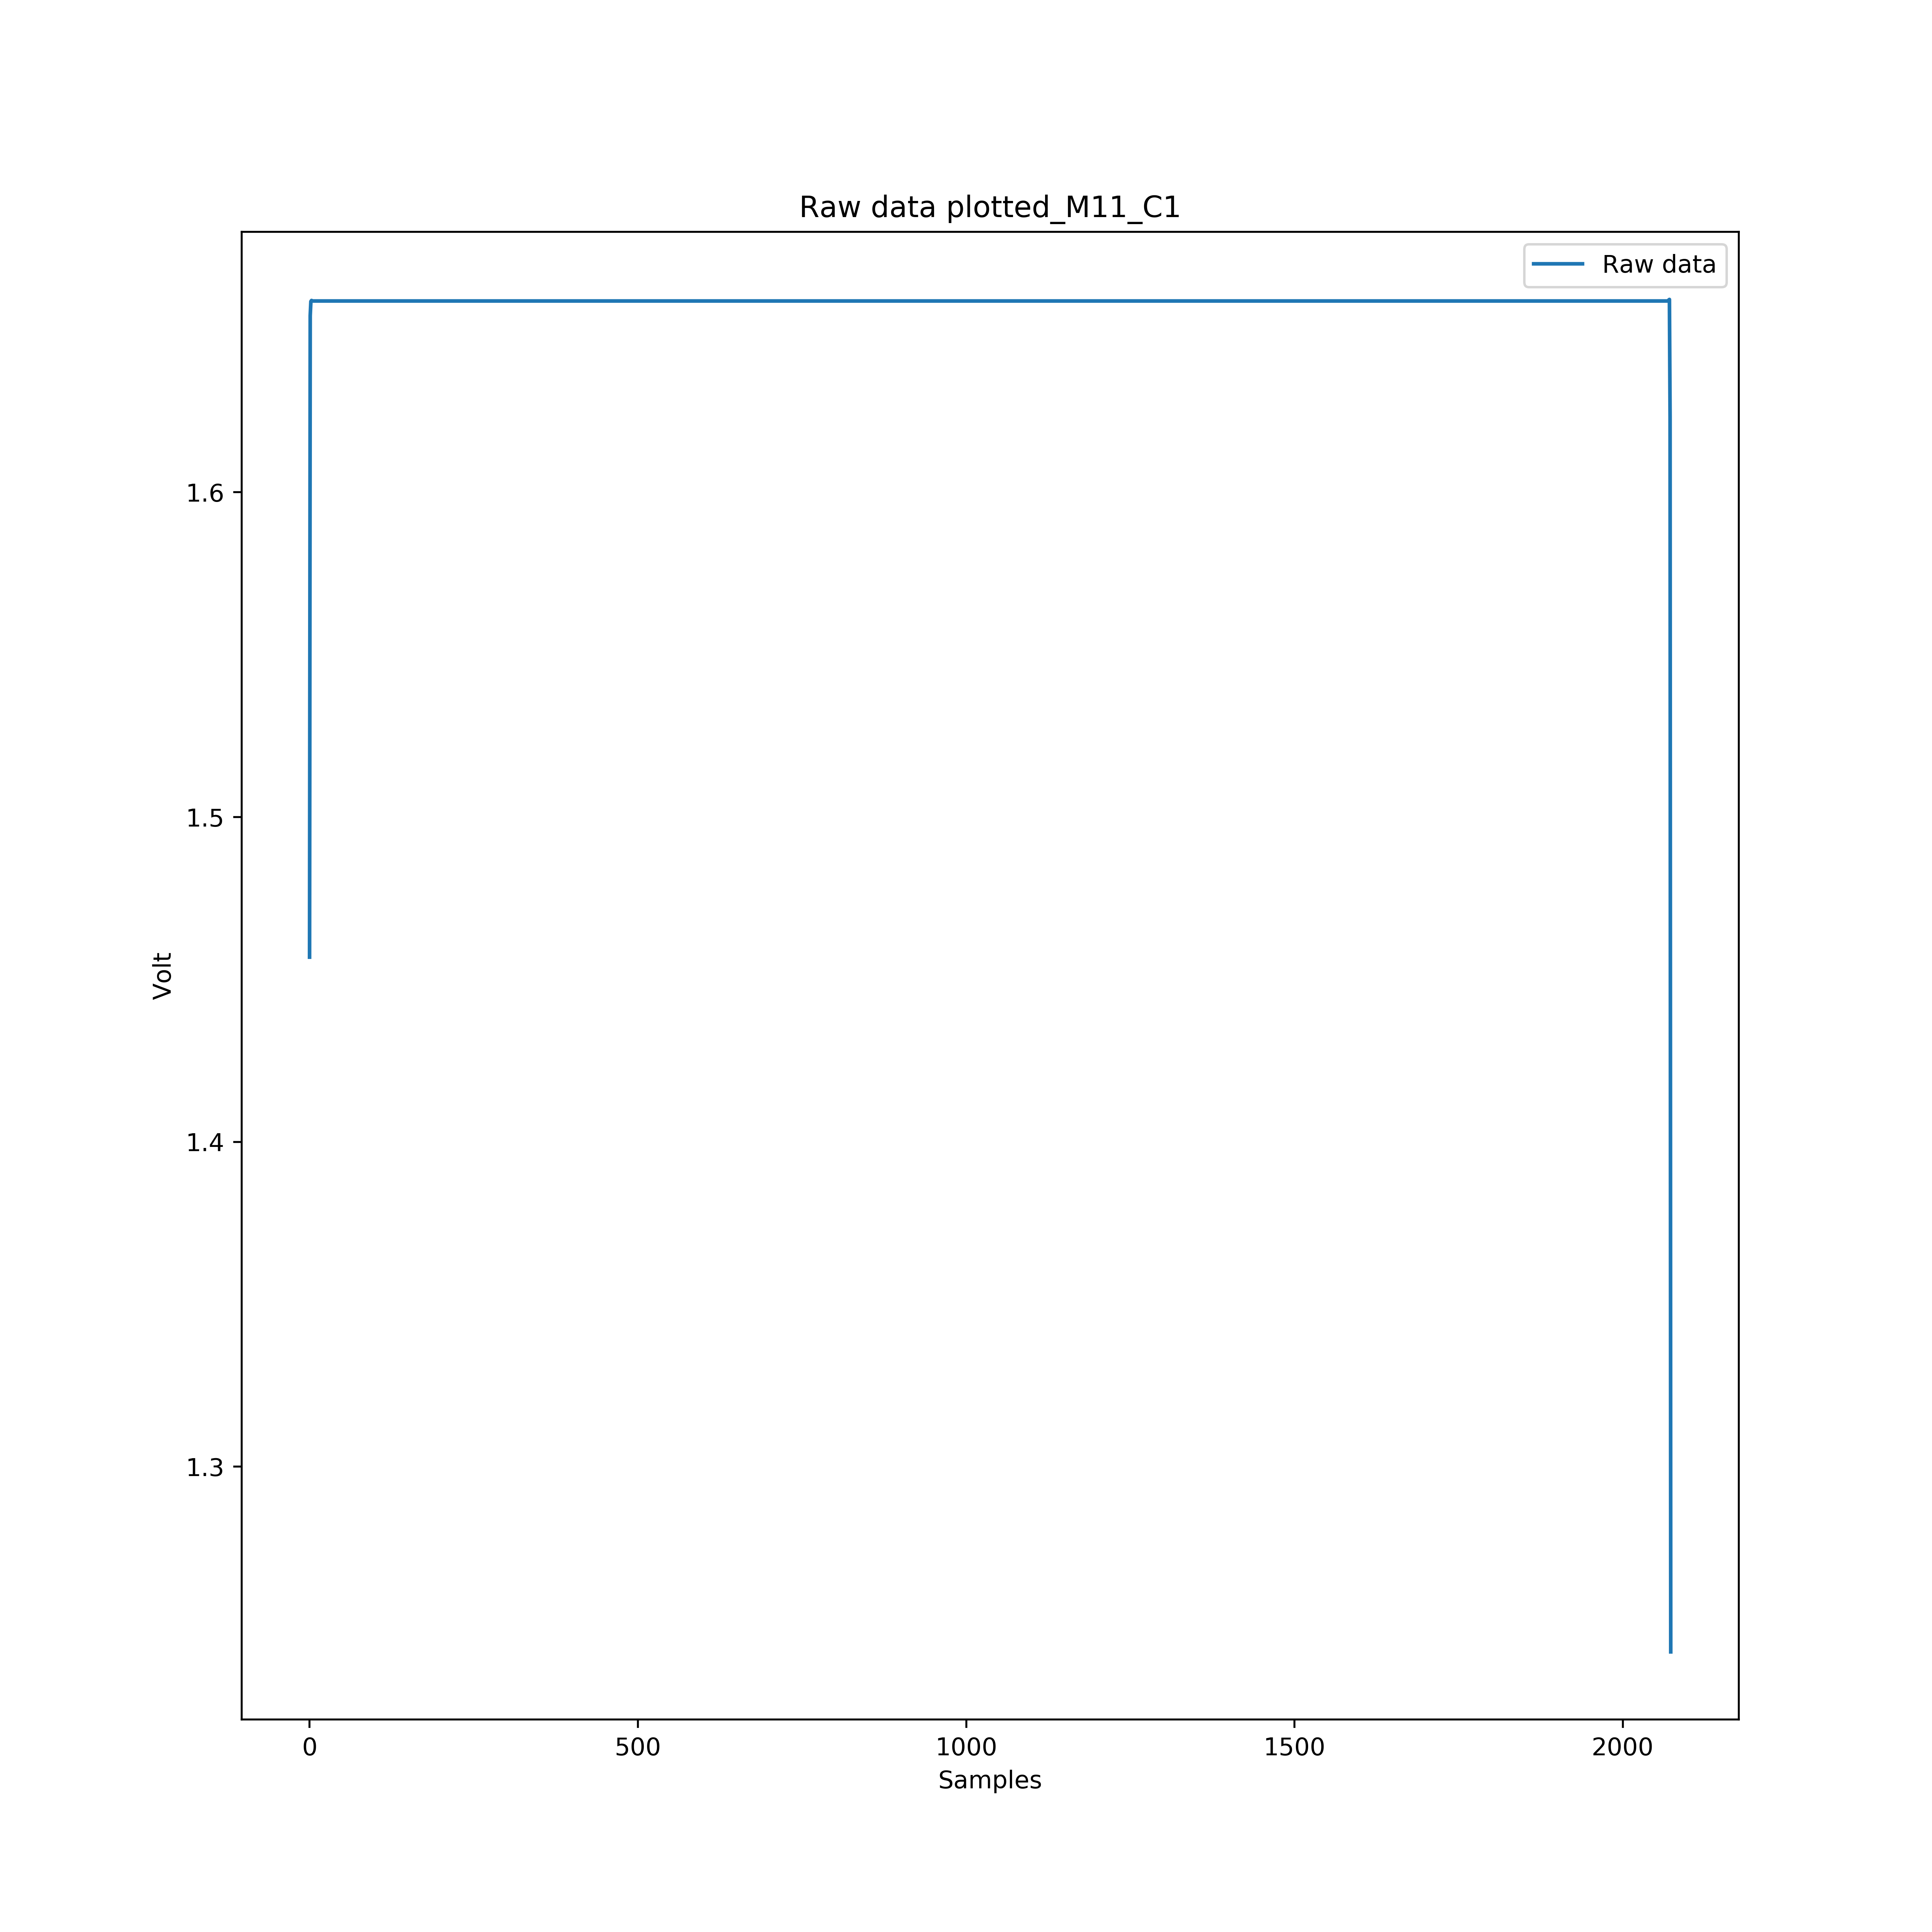 Raw data plotted_M11_C1
Raw data
1.6
1.5
1.4
1.3
Volt
0 500 1000 1500 2000
Samples